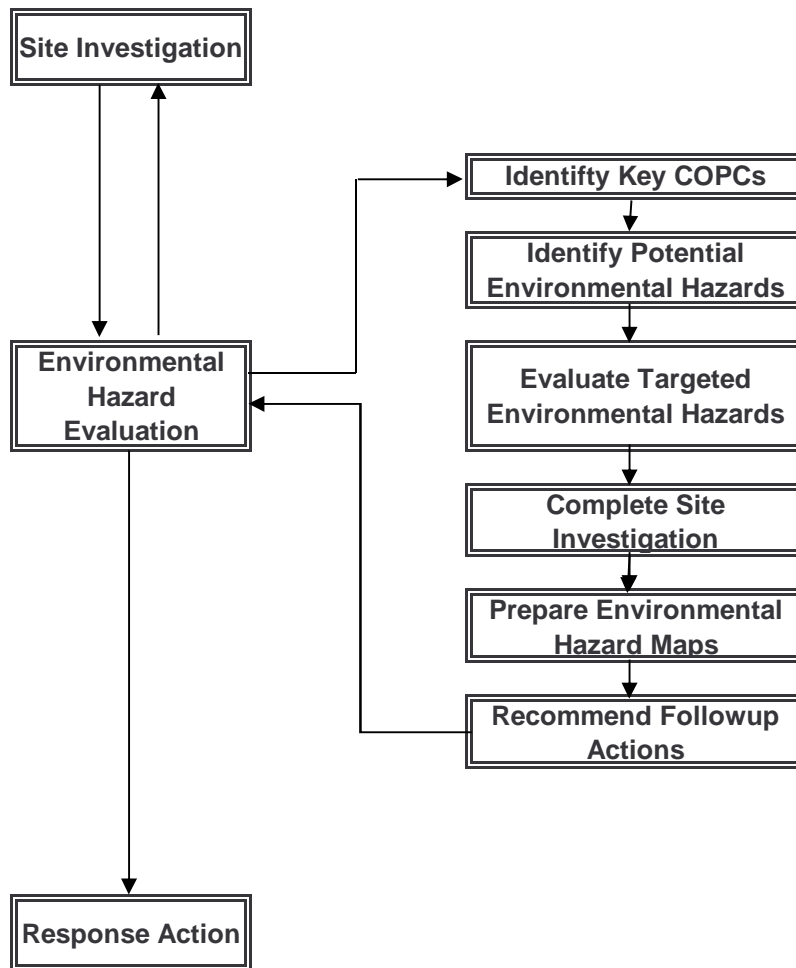 Site Investigation
Identifty Key COPCs
Identify Potential
Environmental Hazards
Environmental
Hazard
Evaluation
Evaluate Targeted
Environmental Hazards
Complete Site
Investigation
Prepare Environmental
Hazard Maps
Recommend Followup
Actions
Response Action